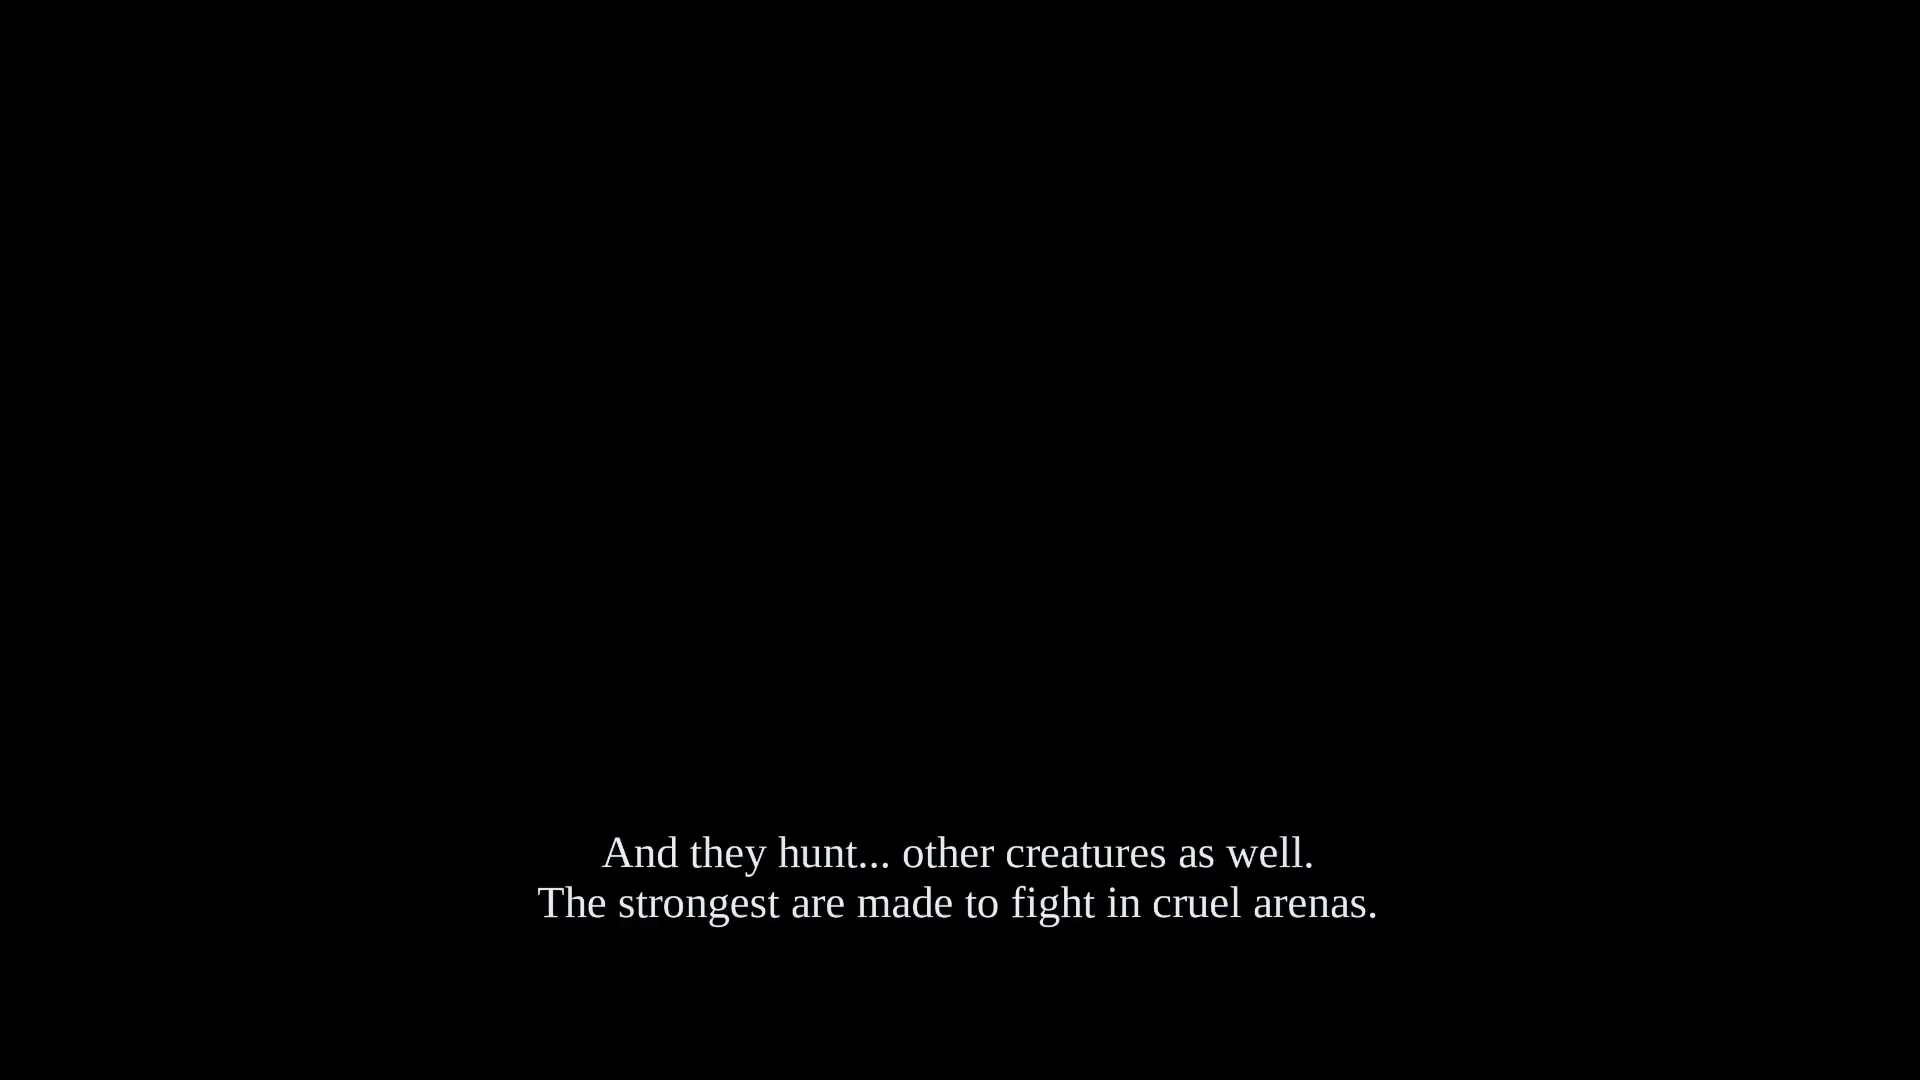 And they hunt... other creatures as well.
The strongest are made to fight in cruel arenas.